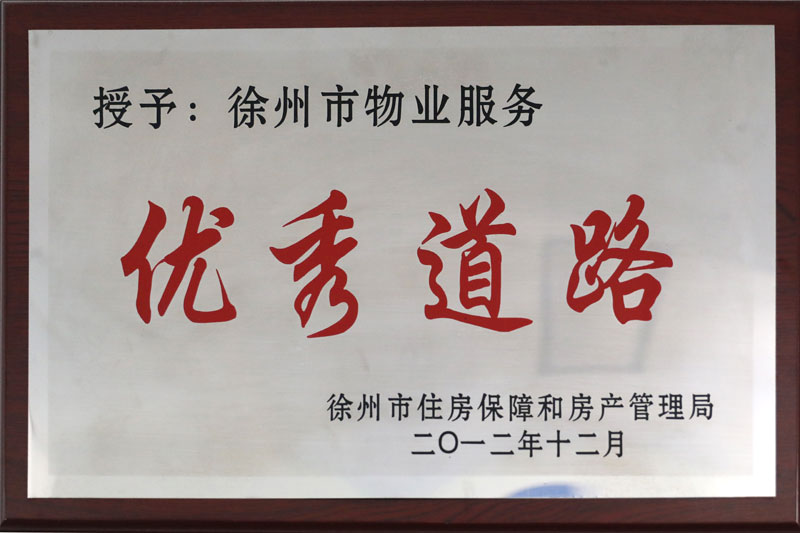 授予：徐州市物业服务
优秀道路
徐州市住房保障和房产管理局
二〇一二年十二月